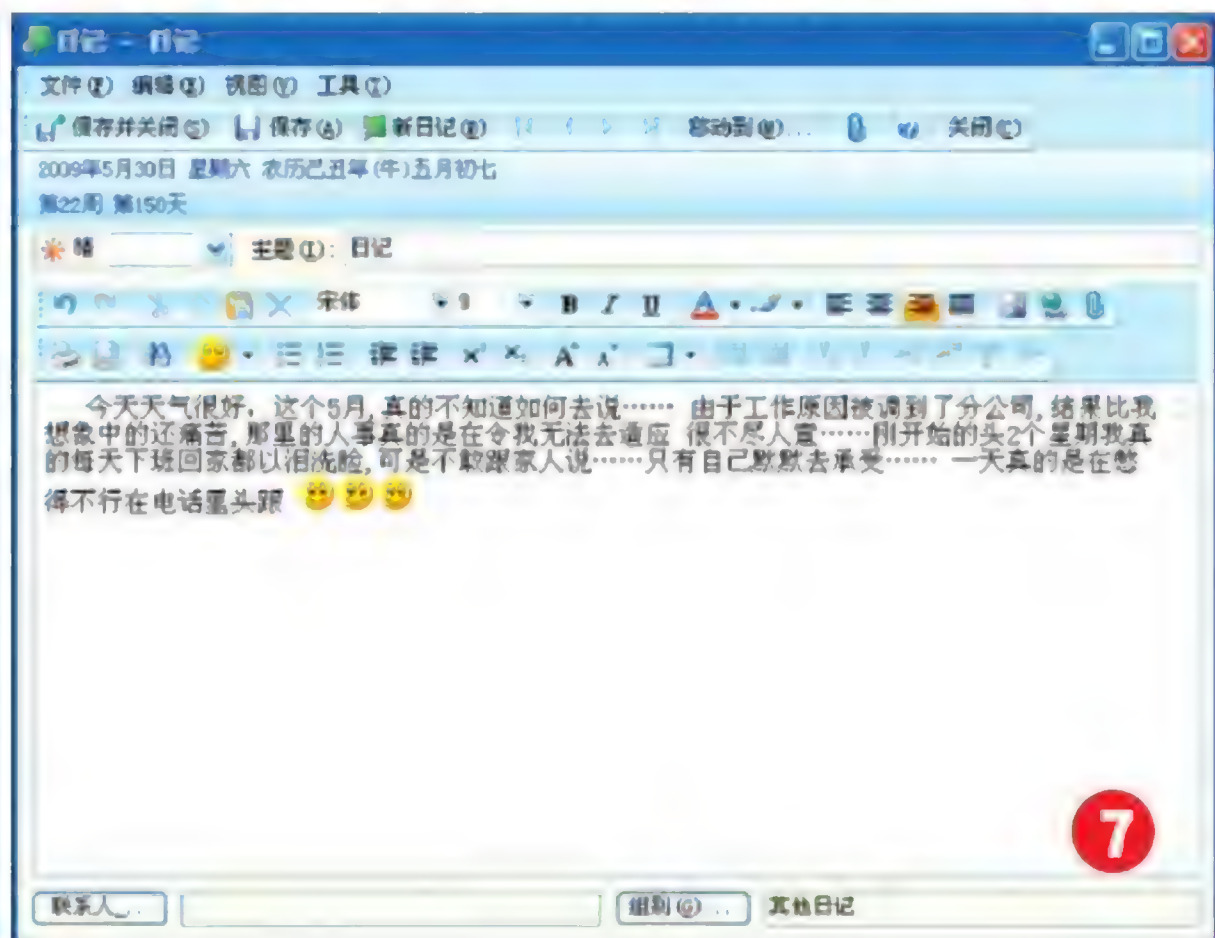 日记 - 日记
文件(F) 编辑(E) 视图(V) 工具(T)
保存并关闭(S) 保存(A) 新日记(N) 移动到(M)... 关闭(C)
2009年5月30日 星期六 农历己丑年(牛)五月初七
第22周 第150天
晴 主题(I): 日记
宋体 9 B I U
今天天气很好，这个5月,真的不知道如何去说…… 由于工作原因被调到了分公司,结果比我
想象中的还痛苦,那里的人事真的是在令我无法去适应 很不尽人意……刚开始的头2个星期我真
的每天下班回家都以泪洗脸,可是不敢跟家人说……只有自己默默去承受…… 一天真的是在憋
得不行在电话里头跟
7
联系人... 组别(G)... 其他日记